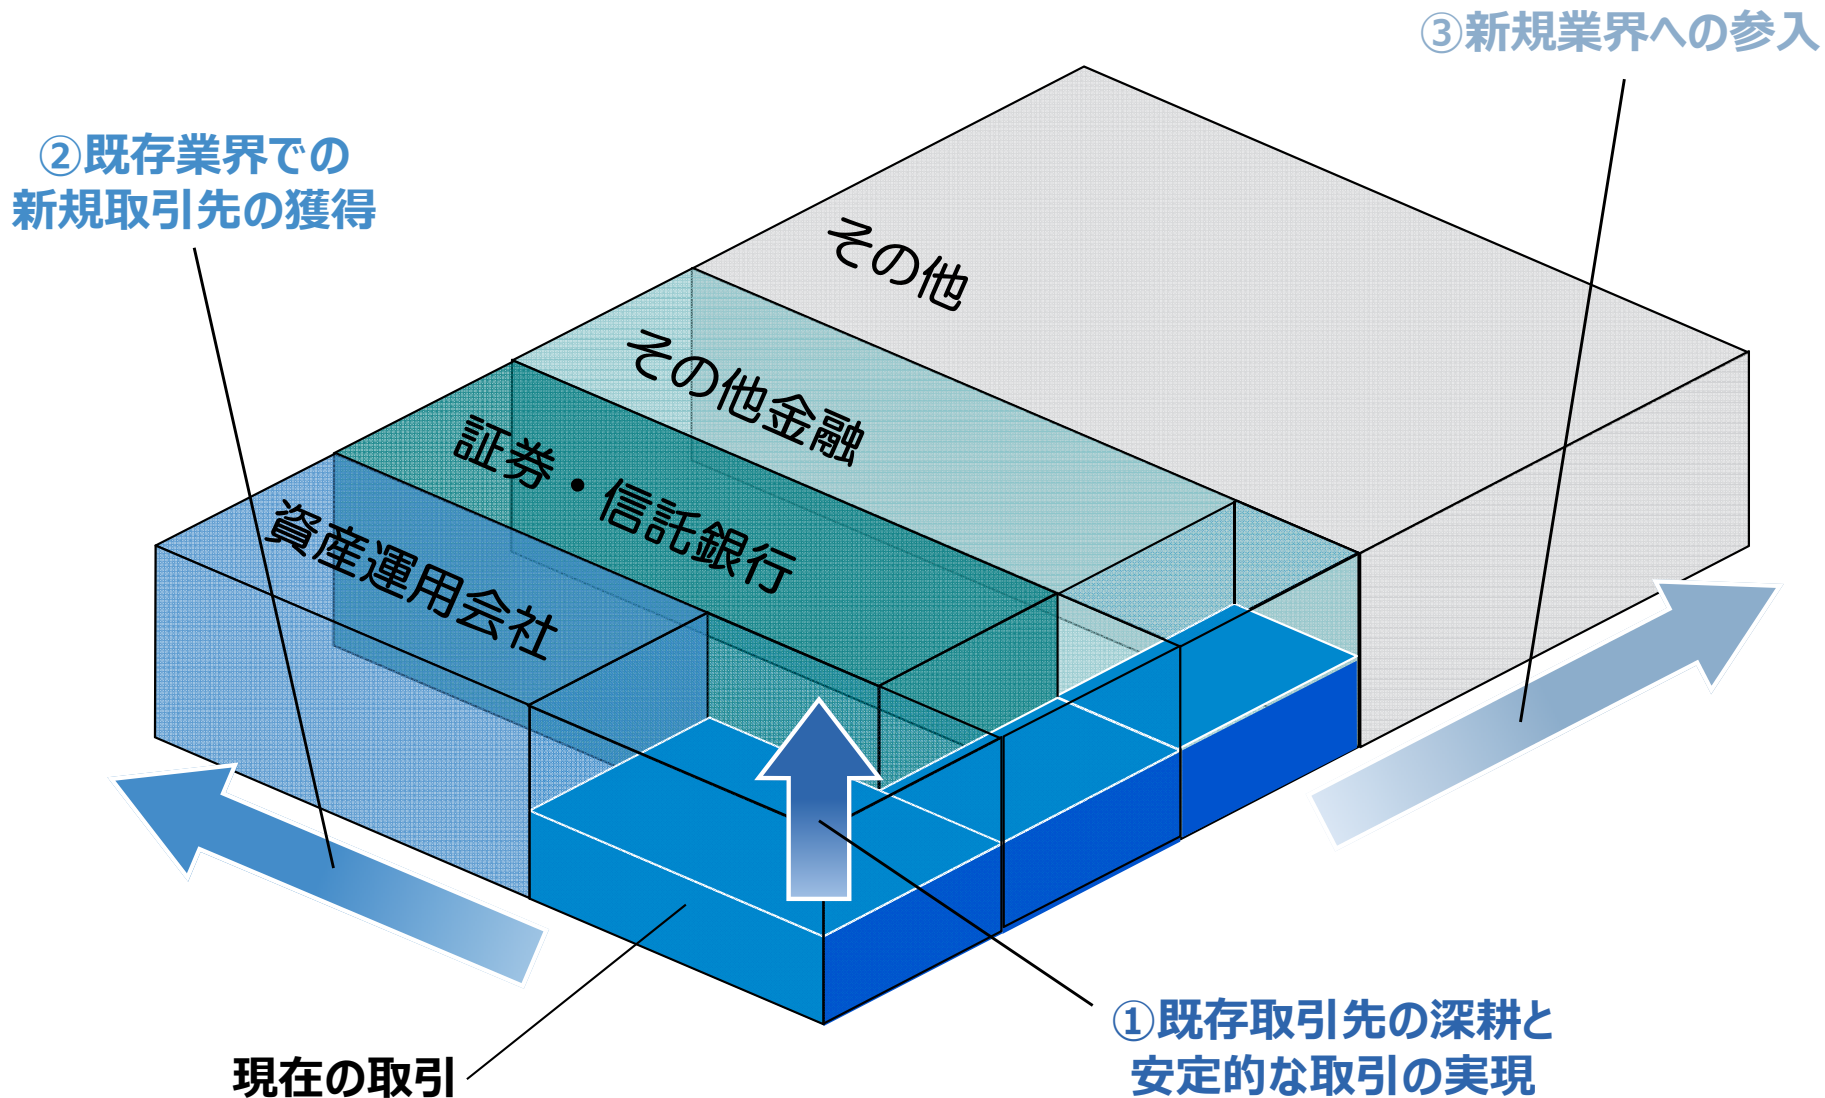 ③新規業界への参入
②既存業界での
新規取引先の獲得
その他
その他金融
証券・信託銀行
資産運用会社
①既存取引先の深耕と
安定的な取引の実現
現在の取引